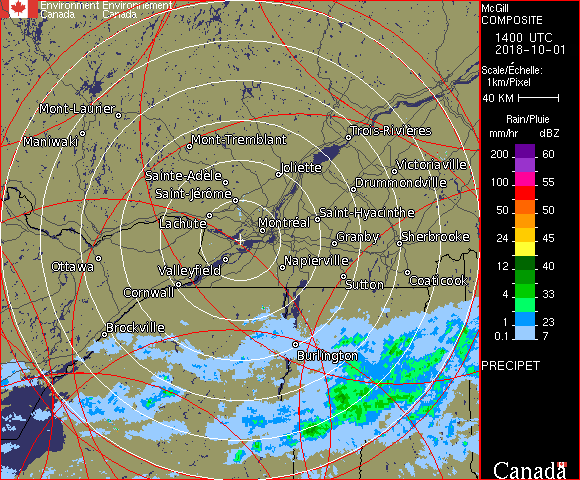 Environment Environnement
Canada Canada
McGill
COMPOSITE
1400 UTC
2018-10-01
Scale/Échelle:
1km/Pixel
40 KM
Rain/Pluie
mm/hr dBZ
200 60
100 55
50 50
24 45
12 40
4 33
1 23
0.1 7
PRECIPET
Canada
Mont-Laurier
Maniwaki
Mont-Tremblant
Trois-Rivières
Joliette
Victoriaville
Sainte-Adèle
Drummondville
Saint-Jérôme
Saint-Hyacinthe
Lachute
Montréal
Granby
Sherbrooke
Ottawa
Valleyfield
Napierville
Cornwall
Sutton
Coaticook
Brockville
Burlington